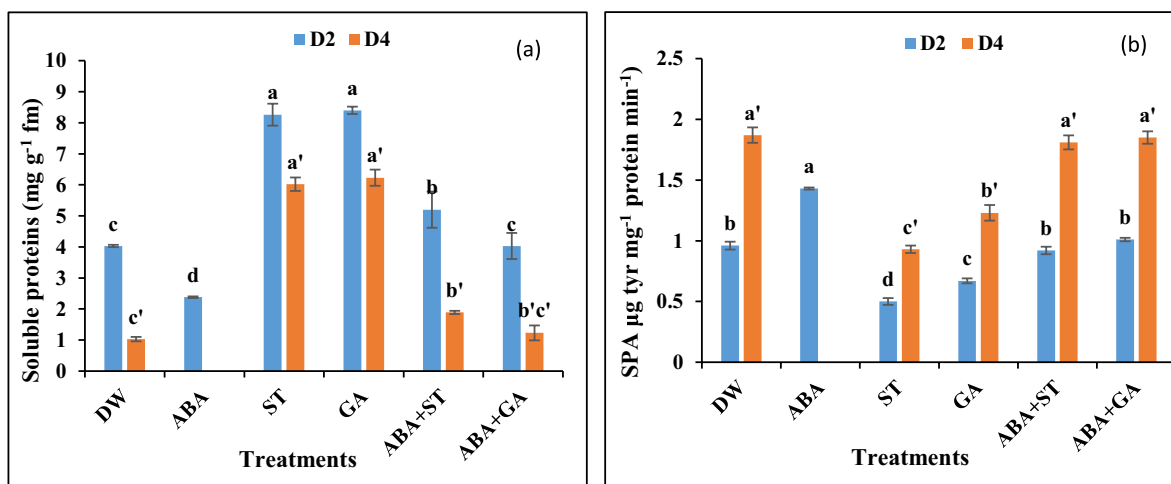 D2 D4
(a)
Soluble proteins (mg g⁻¹ fm)
10
9
8
7
6
5
4
3
2
1
0
c
c'
d
a
a'
a
a'
b
b'
c
b'c'
DW
ABA
ST
GA
ABA+ST
ABA+GA
Treatments
D2 D4
(b)
SPA µg tyr mg⁻¹ protein min⁻¹
2.5
2
1.5
1
0.5
0
b
a'
a
d
c'
c
b'
b
a'
b
a'
DW
ABA
ST
GA
ABA+ST
ABA+GA
Treatments